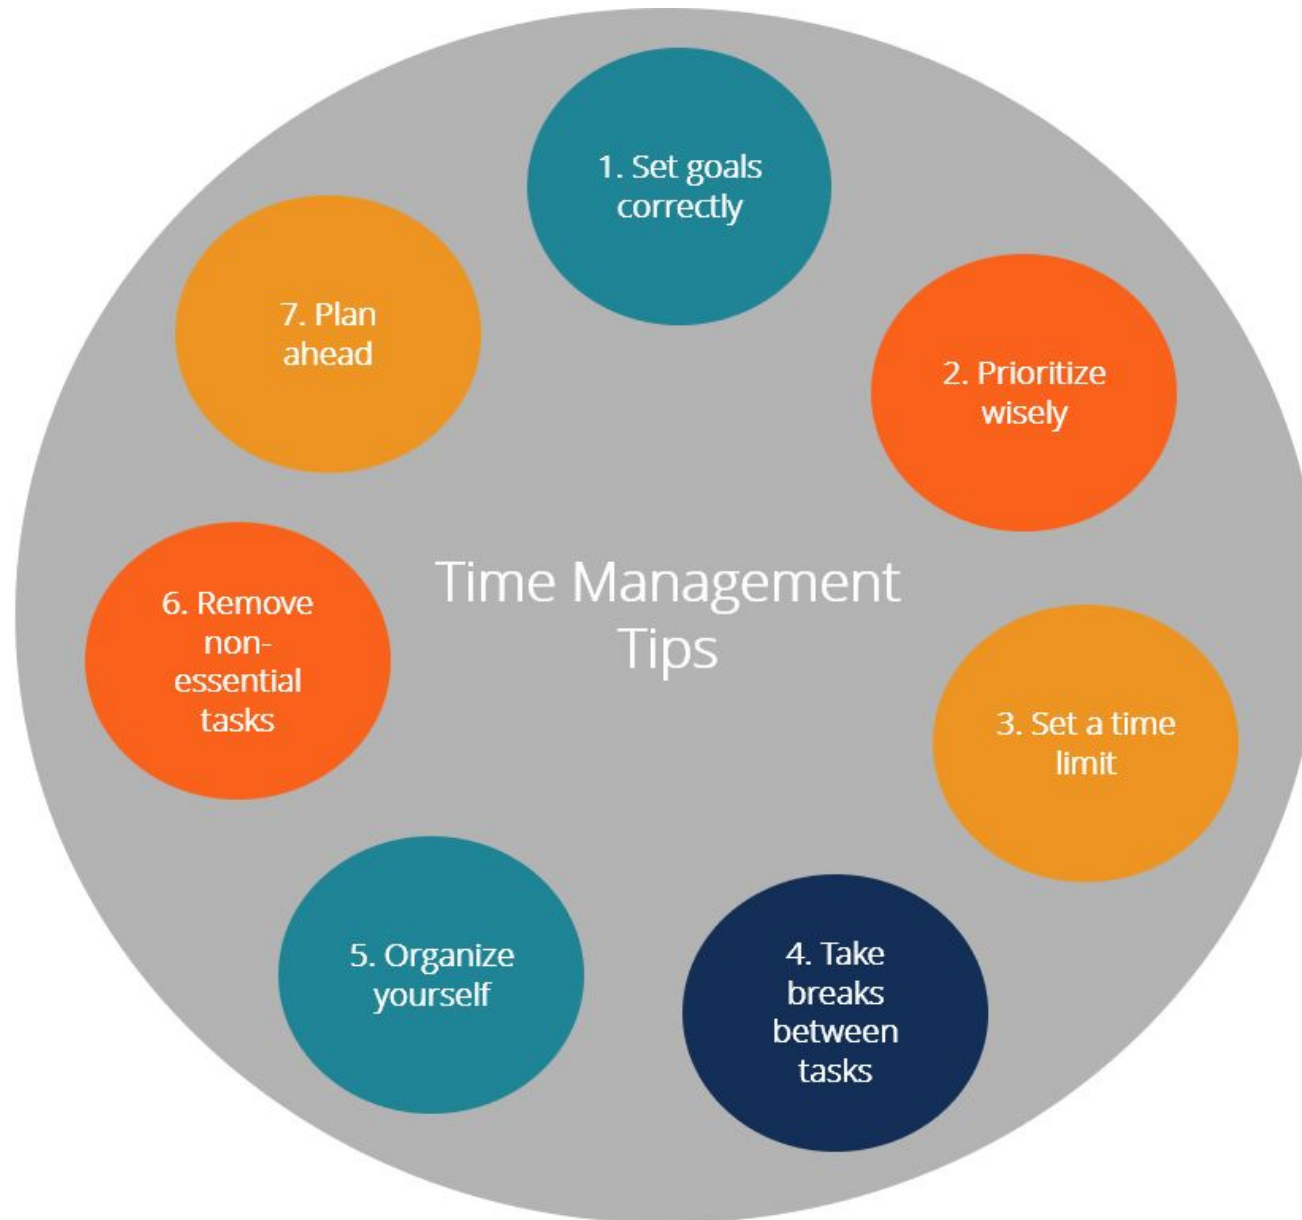 Time Management
Tips
1. Set goals
correctly
2. Prioritize
wisely
3. Set a time
limit
4. Take
breaks
between
tasks
5. Organize
yourself
6. Remove
non-
essential
tasks
7. Plan
ahead